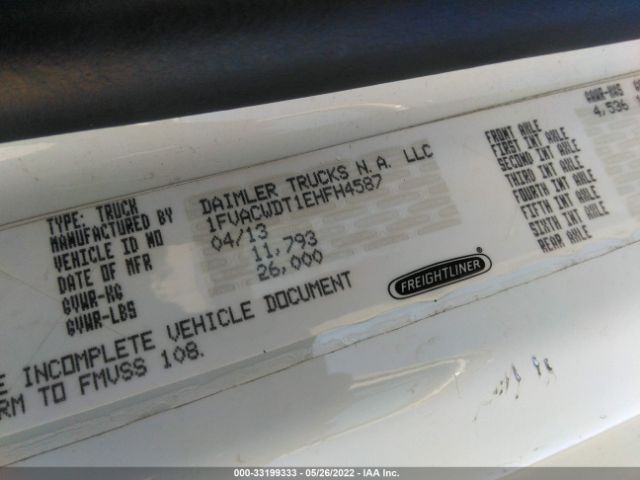 TYPE: TRUCK
MANUFACTURED BY DAIMLER TRUCKS N.A. LLC
VEHICLE ID NO 1FVACWDT1EHFH4587
DATE OF MFR 04/13
GVWR-KG 11,793
GVWR-LBS 26,000
GAWR-KGS
4,536
FRONT AXLE
FIRST INT AXLE
SECOND INT AXLE
THIRD INT AXLE
FOURTH INT AXLE
FIFTH INT AXLE
SIXTH INT AXLE
REAR AXLE
FREIGHTLINER
E INCOMPLETE VEHICLE DOCUMENT
RM TO FMVSS 108.
000-33199333 - 05/26/2022 - IAA Inc.